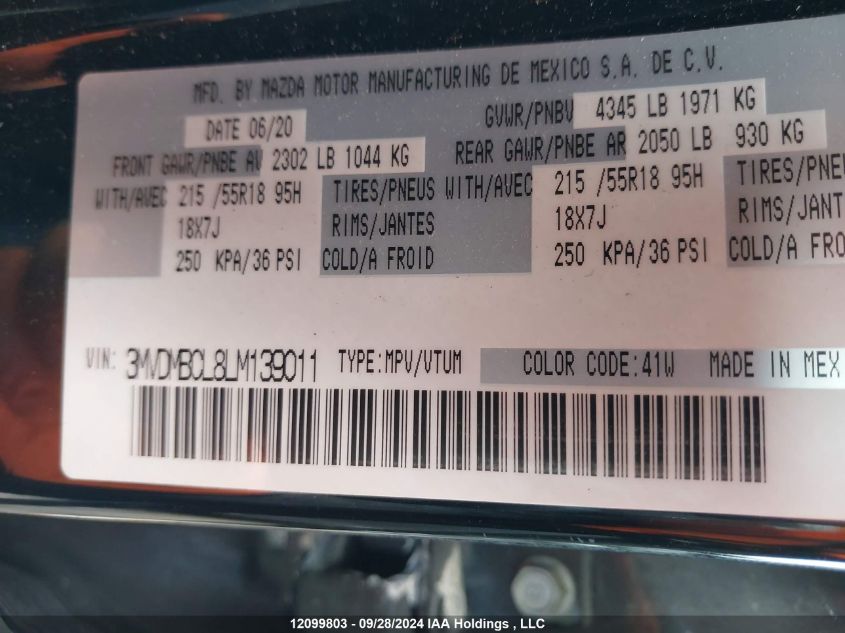 MFD. BY MAZDA MOTOR MANUFACTURING DE MEXICO S.A. DE C.V.
DATE 06/20 GVWR/PNBV 4345 LB 1971 KG
FRONT GAWR/PNBE AV 2302 LB 1044 KG REAR GAWR/PNBE AR 2050 LB 930 KG
WITH/AVEC 215 /55R18 95H TIRES/PNEUS WITH/AVEC 215 /55R18 95H TIRES/PNEU
18X7J RIMS/JANTES 18X7J RIMS/JANT
250 KPA/36 PSI COLD/A FROID 250 KPA/36 PSI COLD/A FROI
VIN: 3MVDMBCL8LM139011 TYPE:MPV/VTUM COLOR CODE:41W MADE IN MEX
12099803 - 09/28/2024 IAA Holdings , LLC